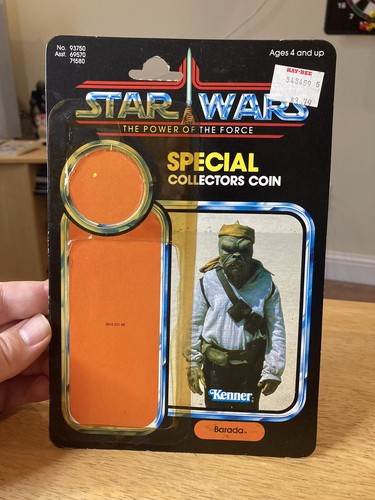 No. 93750
Asst. 69570
79580
Ages 4 and up
KAY-BEE
STAR WARS
THE POWER OF THE FORCE
SPECIAL
COLLECTORS COIN
Kenner
Barada